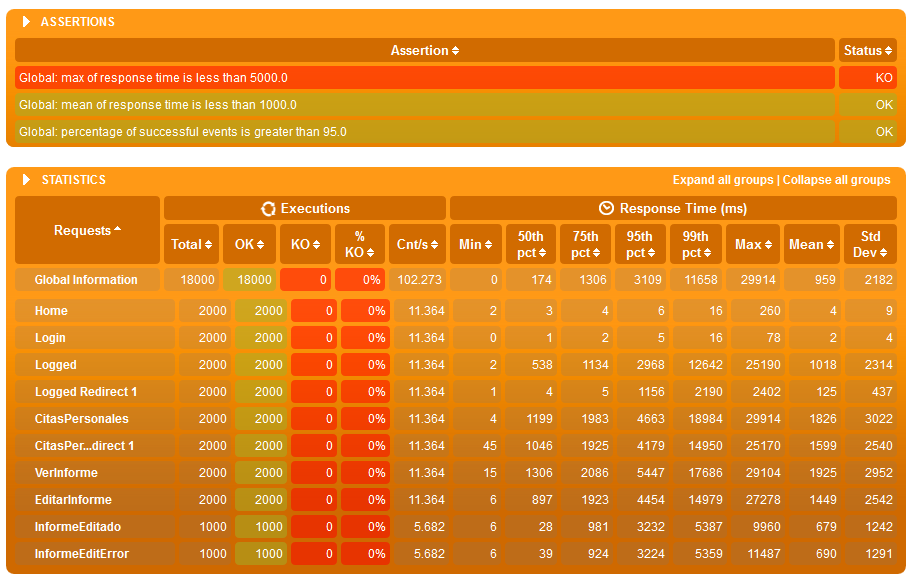 ASSERTIONS
Assertion Status
Global: max of response time is less than 5000.0 KO
Global: mean of response time is less than 1000.0 OK
Global: percentage of successful events is greater than 95.0 OK
STATISTICS Expand all groups | Collapse all groups
Requests Executions Response Time (ms)
Total OK KO % KO Cnt/s Min 50th pct 75th pct 95th pct 99th pct Max Mean Std Dev
Global Information 18000 18000 0 0% 102.273 0 174 1306 3109 11658 29914 959 2182
Home 2000 2000 0 0% 11.364 2 3 4 6 16 260 4 9
Login 2000 2000 0 0% 11.364 0 1 2 5 16 78 2 4
Logged 2000 2000 0 0% 11.364 2 538 1134 2968 12642 25190 1018 2314
Logged Redirect 1 2000 2000 0 0% 11.364 1 4 5 1156 2190 2402 125 437
CitasPersonales 2000 2000 0 0% 11.364 4 1199 1983 4663 18984 29914 1826 3022
CitasPer...direct 1 2000 2000 0 0% 11.364 45 1046 1925 4179 14950 25170 1599 2540
VerInforme 2000 2000 0 0% 11.364 15 1306 2086 5447 17686 29104 1925 2952
EditarInforme 2000 2000 0 0% 11.364 6 897 1923 4454 14979 27278 1449 2542
InformeEditado 1000 1000 0 0% 5.682 6 28 981 3232 5387 9960 679 1242
InformeEditError 1000 1000 0 0% 5.682 6 39 924 3224 5359 11487 690 1291